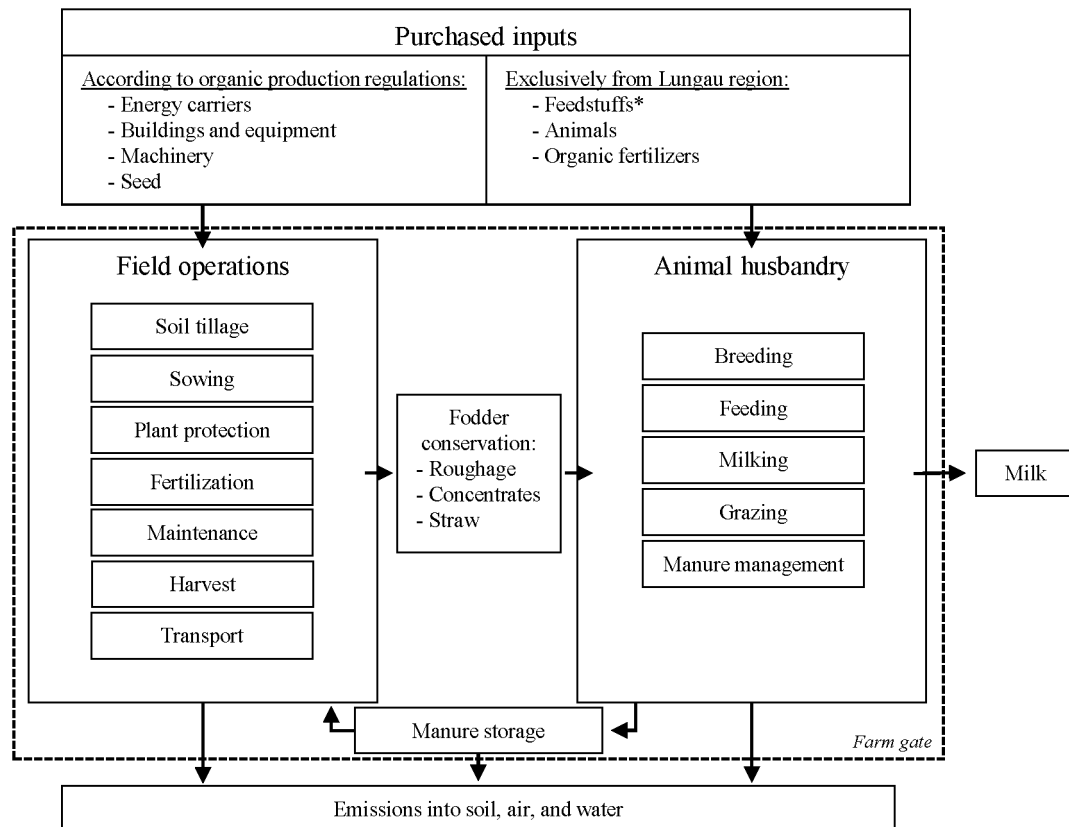 Purchased inputs
According to organic production regulations:
- Energy carriers
- Buildings and equipment
- Machinery
- Seed
Exclusively from Lungau region:
- Feedstuffs*
- Animals
- Organic fertilizers
Field operations
Soil tillage
Sowing
Plant protection
Fertilization
Maintenance
Harvest
Transport
Fodder
conservation:
- Roughage
- Concentrates
- Straw
Animal husbandry
Breeding
Feeding
Milking
Grazing
Manure management
Milk
Manure storage
Farm gate
Emissions into soil, air, and water